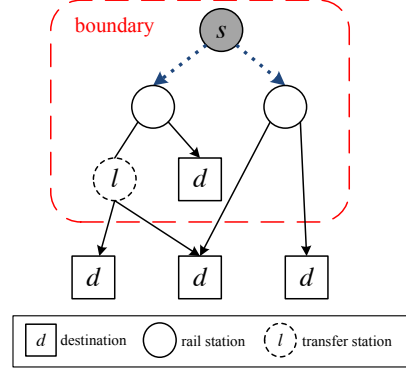 boundary
s
l
d
d
d
d
d destination
rail station
l transfer station